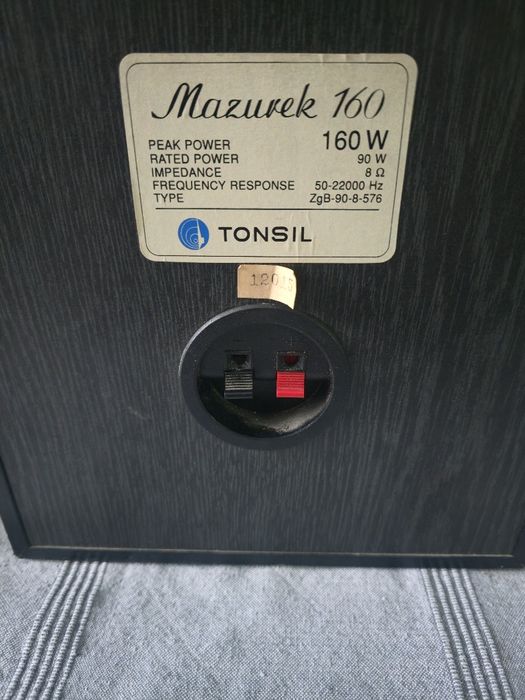 Mazurek 160
PEAK POWER 160 W
RATED POWER 90 W
IMPEDANCE 8 Ω
FREQUENCY RESPONSE 50-22000 Hz
TYPE ZgB-90-8-576
TONSIL